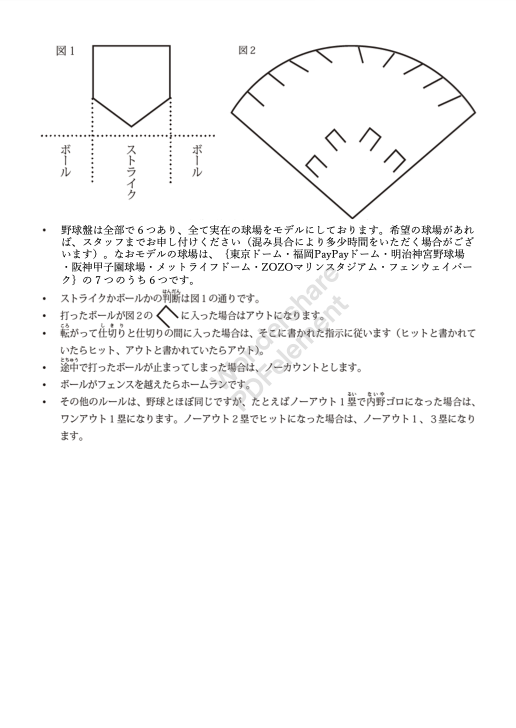 図1
図2
ボール
ストライク
ボール
• 野球盤は全部で６つあり、全て実在の球場をモデルにしております。希望の球場があれ
ば、スタッフまでお申し付けください（混み具合により多少時間をいただく場合がござ
います）。なおモデルの球場は、｛東京ドーム・福岡PayPayドーム・明治神宮野球場
・阪神甲子園球場・メットライフドーム・ZOZOマリンスタジアム・フェンウェイパー
ク｝の７つのうち６つです。
はんだん
• ストライクかボールかの判断は図１の通りです。
• 打ったボールが図２の に入った場合はアウトになります。
ころ しきり
• 転がって仕切りと仕切りの間に入った場合は、そこに書かれた指示に従います（ヒットと書かれて
いたらヒット、アウトと書かれていたらアウト）。
とちゅう
• 途中で打ったボールが止まってしまった場合は、ノーカウントとします。
• ボールがフェンスを越えたらホームランです。
るい ないや
• その他のルールは、野球とほぼ同じですが、たとえばノーアウト１塁で内野ゴロになった場合は、
ワンアウト１塁になります。ノーアウト２塁でヒットになった場合は、ノーアウト１、３塁になり
ます。
Wondershare
PDFelement